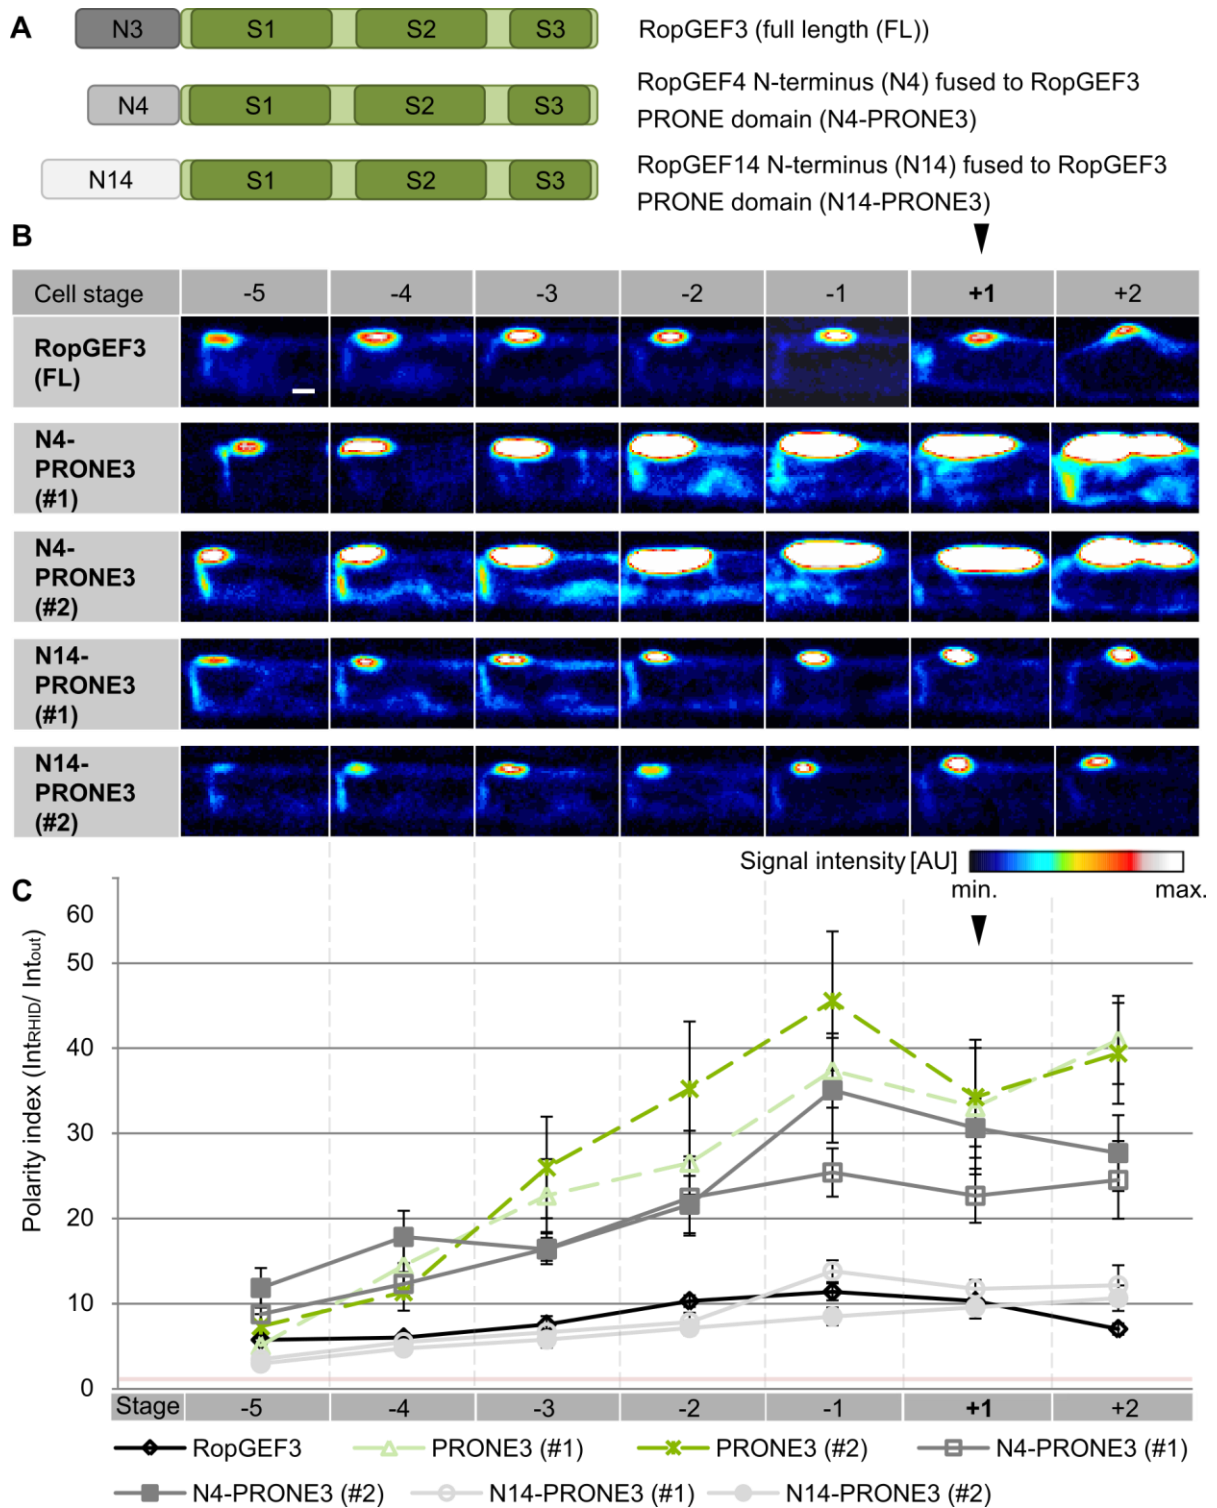 A
N3 S1 S2 S3 RopGEF3 (full length (FL))
N4 S1 S2 S3 RopGEF4 N-terminus (N4) fused to RopGEF3
PRONE domain (N4-PRONE3)
N14 S1 S2 S3 RopGEF14 N-terminus (N14) fused to RopGEF3
PRONE domain (N14-PRONE3)
B
Cell stage -5 -4 -3 -2 -1 +1 +2
RopGEF3
(FL)
N4-
PRONE3
(#1)
N4-
PRONE3
(#2)
N14-
PRONE3
(#1)
N14-
PRONE3
(#2)
Signal intensity [AU]
min. max.
C
Polarity index (IntRHID/ Intout)
60
50
40
30
20
10
0
Stage -5 -4 -3 -2 -1 +1 +2
RopGEF3 PRONE3 (#1) PRONE3 (#2) N4-PRONE3 (#1)
N4-PRONE3 (#2) N14-PRONE3 (#1) N14-PRONE3 (#2)